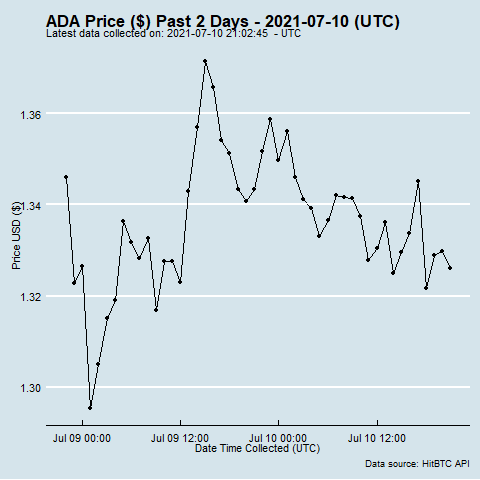 ADA Price ($) Past 2 Days - 2021-07-10 (UTC)
Latest data collected on: 2021-07-10 21:02:45 - UTC
1.36
1.34
1.32
1.30
Price USD ($)
Jul 09 00:00 Jul 09 12:00 Jul 10 00:00 Jul 10 12:00
Date Time Collected (UTC)
Data source: HitBTC API